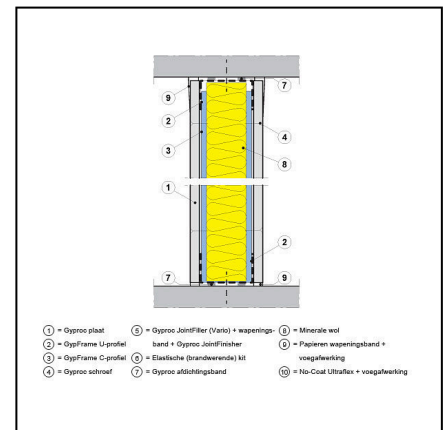 9
7
2
4
3
8
1
2
7
9
1 = Gyproc plaat
2 = GypFrame U-profiel
3 = GypFrame C-profiel
4 = Gyproc schroef
5 = Gyproc JointFiller (Vario) + wapenings-
band + Gyproc JointFinisher
6 = Elastische (brandwerende) kit
7 = Gyproc afdichtingsband
8 = Minerale wol
9 = Papieren wapeningsband +
voegafwerking
10 = No-Coat Ultraflex + voegafwerking